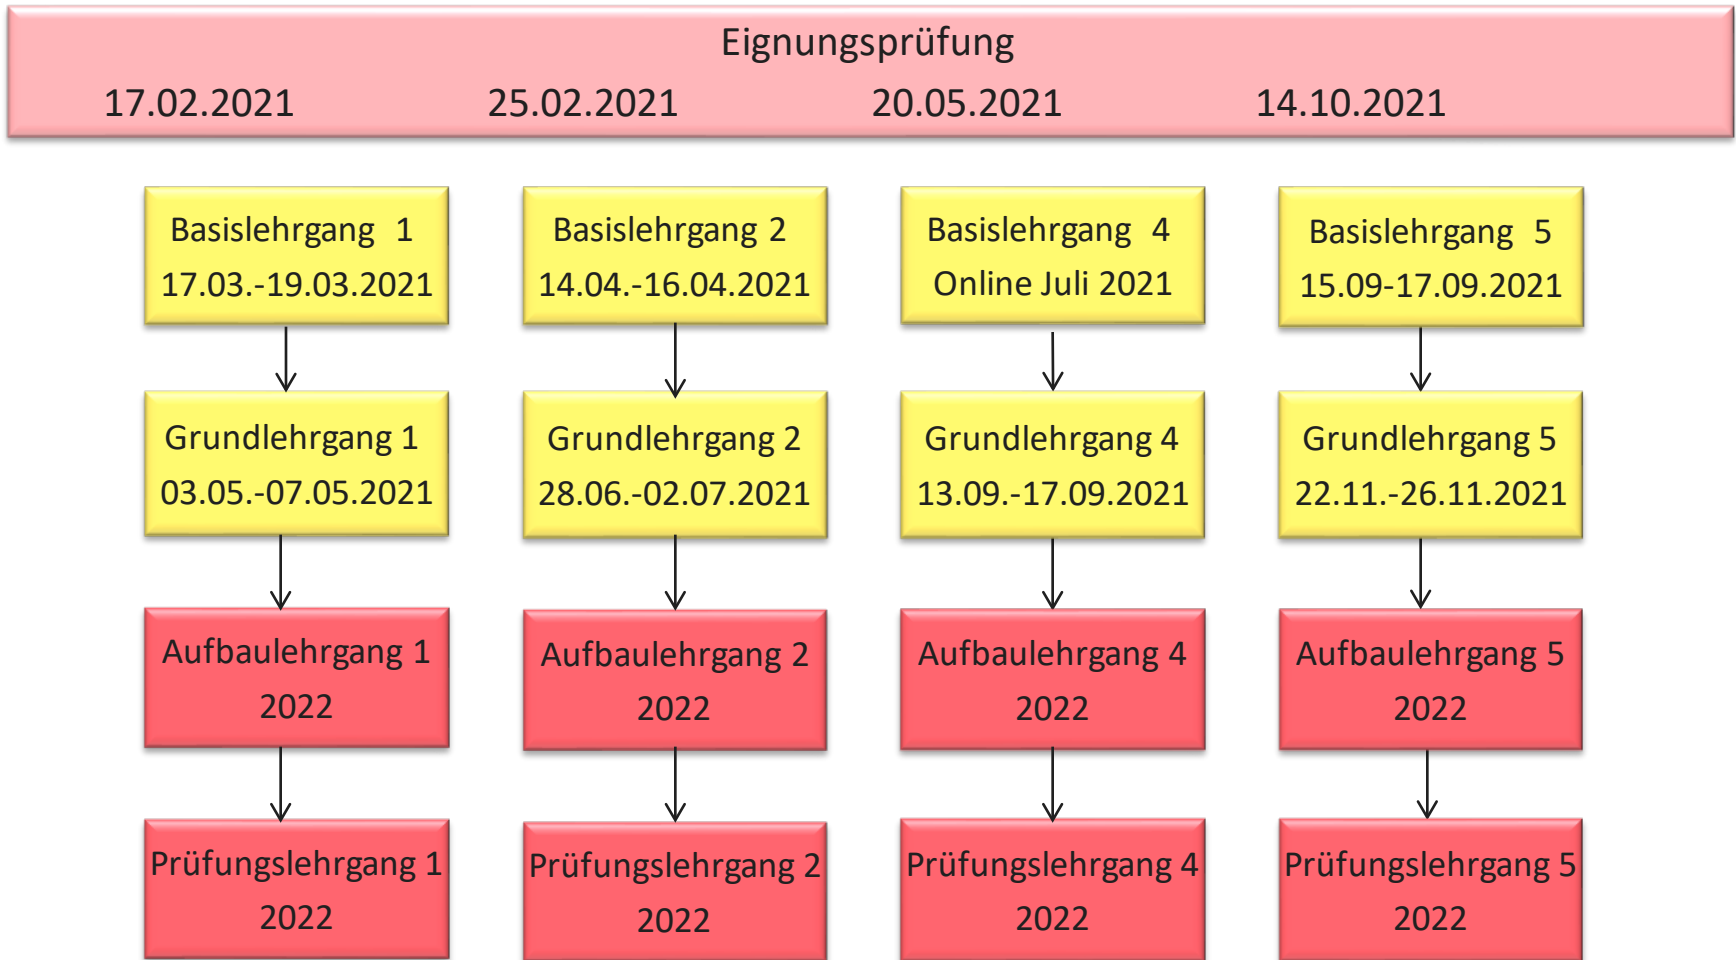 Eignungsprüfung
17.02.2021 25.02.2021 20.05.2021 14.10.2021
Basislehrgang 1
17.03.-19.03.2021
Basislehrgang 2
14.04.-16.04.2021
Basislehrgang 4
Online Juli 2021
Basislehrgang 5
15.09-17.09.2021
Grundlehrgang 1
03.05.-07.05.2021
Grundlehrgang 2
28.06.-02.07.2021
Grundlehrgang 4
13.09.-17.09.2021
Grundlehrgang 5
22.11.-26.11.2021
Aufbaulehrgang 1
2022
Aufbaulehrgang 2
2022
Aufbaulehrgang 4
2022
Aufbaulehrgang 5
2022
Prüfungslehrgang 1
2022
Prüfungslehrgang 2
2022
Prüfungslehrgang 4
2022
Prüfungslehrgang 5
2022